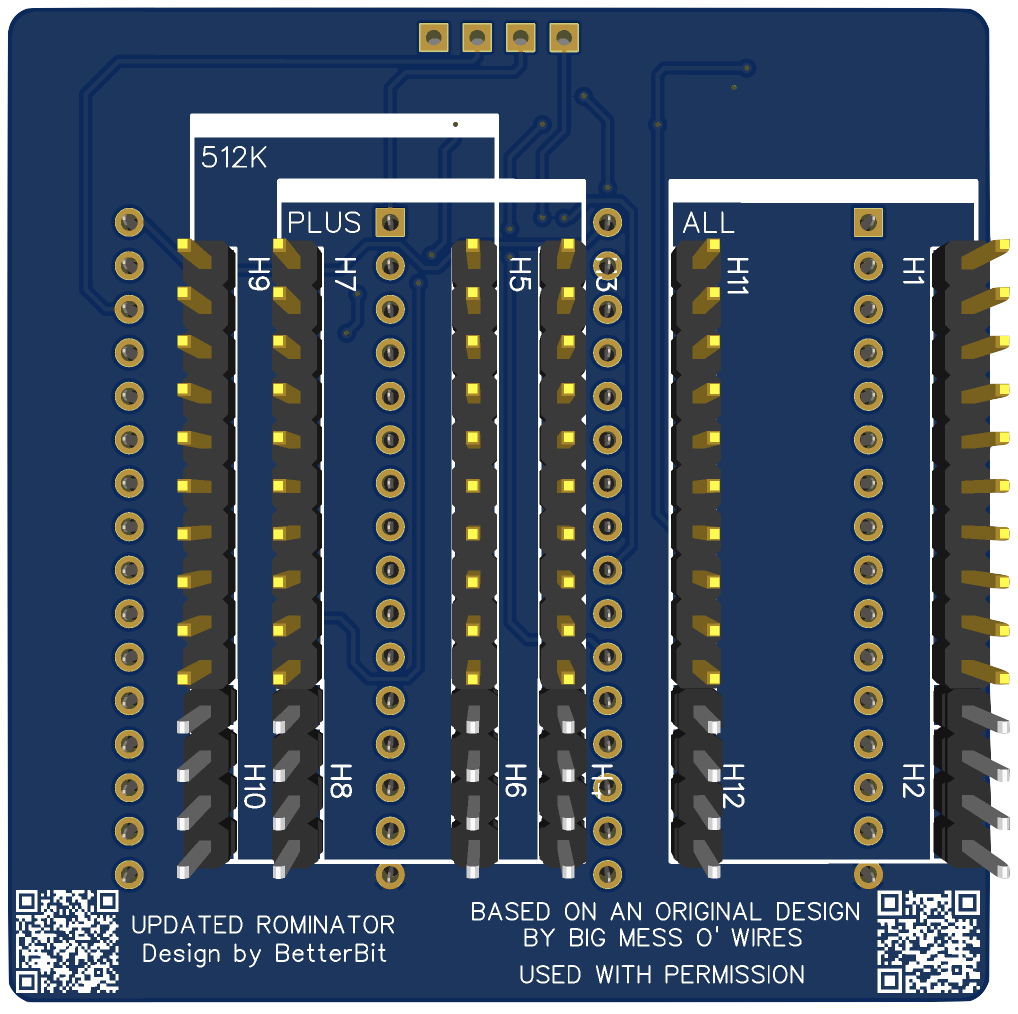 512K
PLUS
ALL
H9
H7
H5
H3
H11
H1
H10
H8
H6
H12
H2
UPDATED ROMINATOR
Design by BetterBit
BASED ON AN ORIGINAL DESIGN
BY BIG MESS O' WIRES
USED WITH PERMISSION